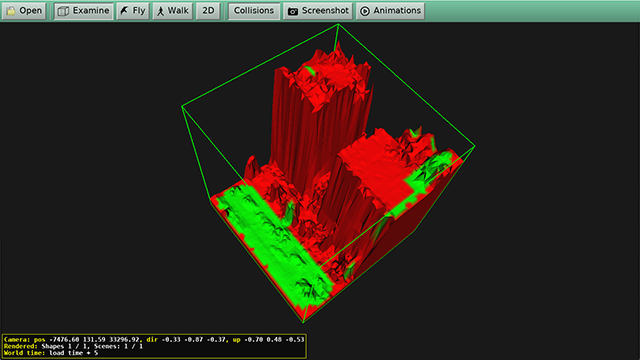 Open Examine Fly Walk 2D Collisions Screenshot Animations
Camera: pos -7476.60 131.59 33296.92, dir -0.33 -0.87 -0.37, up -0.70 0.48 -0.53
Rendered: Shapes 1 / 1, Scenes: 1 / 1
World time: load time + 5